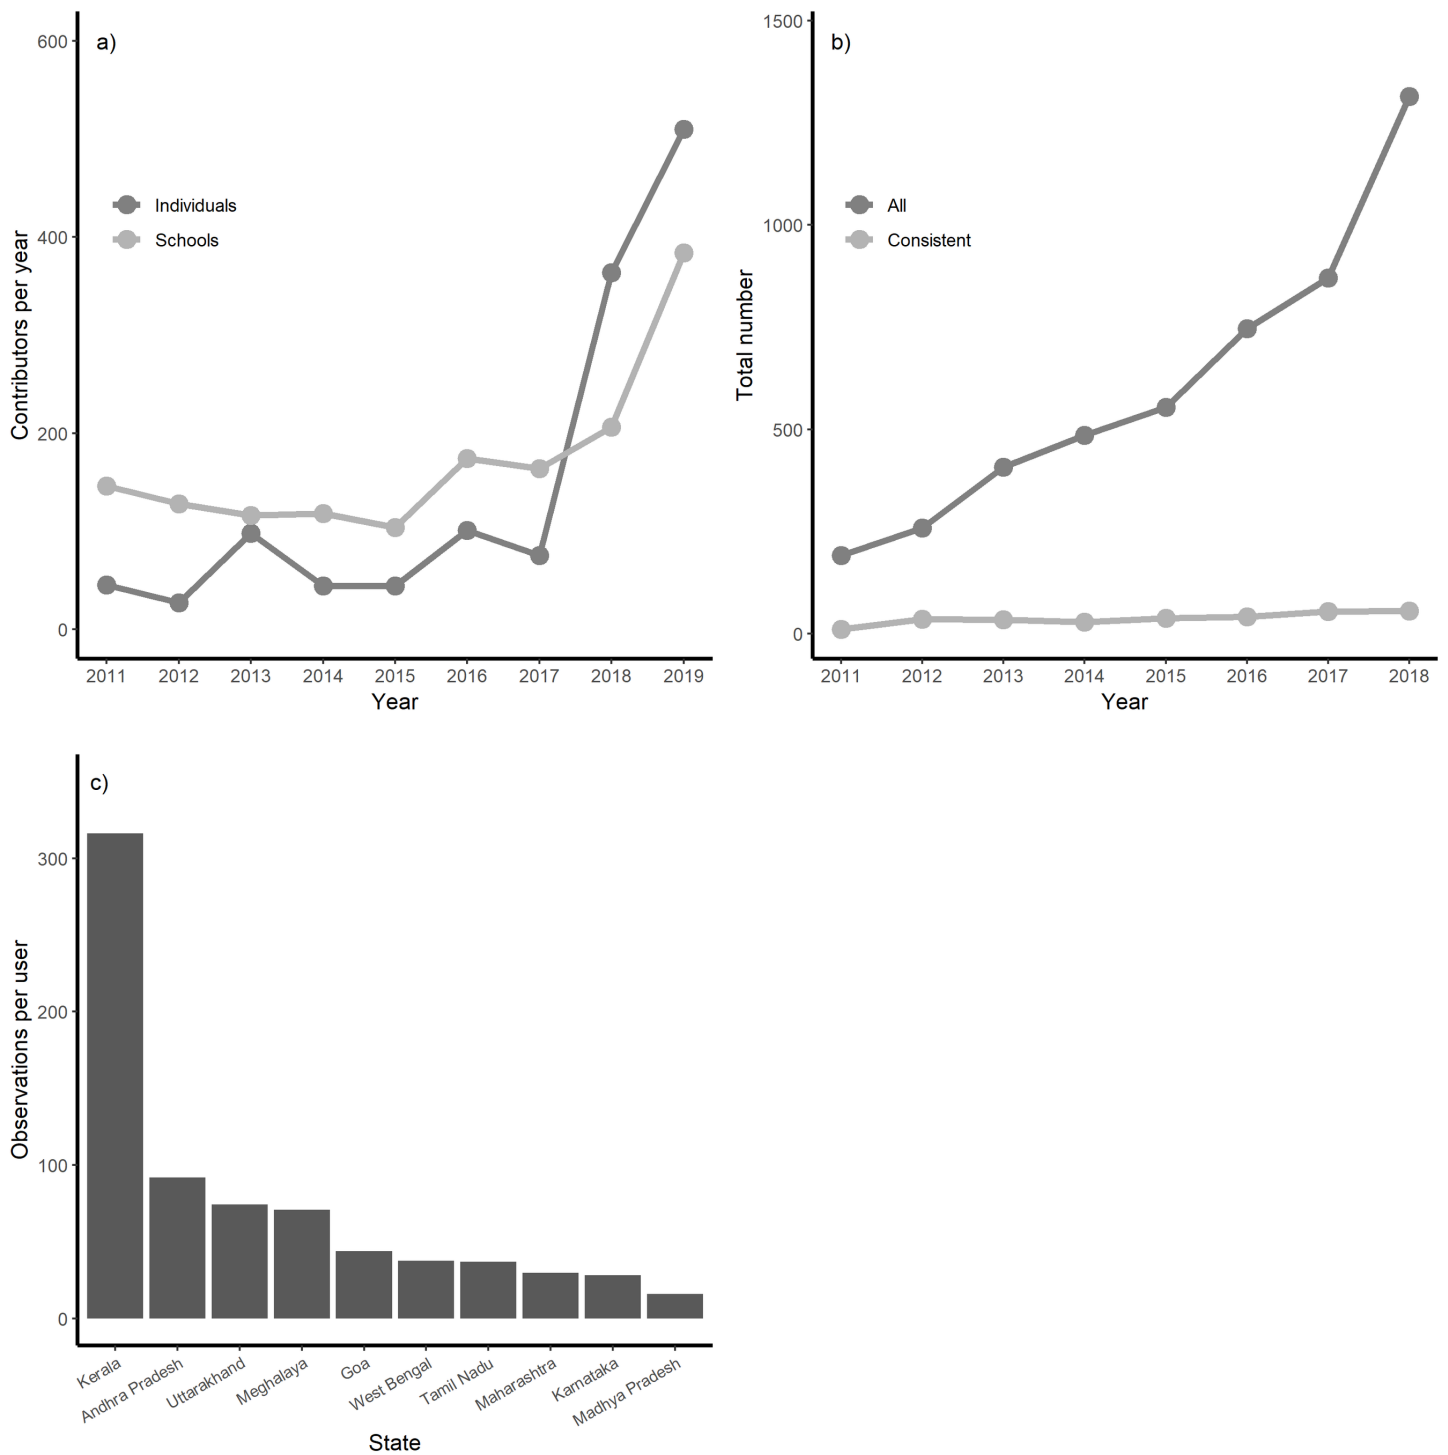 a)
600
400
200
0
Contributors per year
Individuals
Schools
2011 2012 2013 2014 2015 2016 2017 2018 2019
Year
b)
1500
1000
500
0
Total number
All
Consistent
2011 2012 2013 2014 2015 2016 2017 2018
Year
c)
300
200
100
0
Observations per user
Kerala
Andhra Pradesh
Uttarakhand
Meghalaya
Goa
West Bengal
Tamil Nadu
Maharashtra
Karnataka
Madhya Pradesh
State